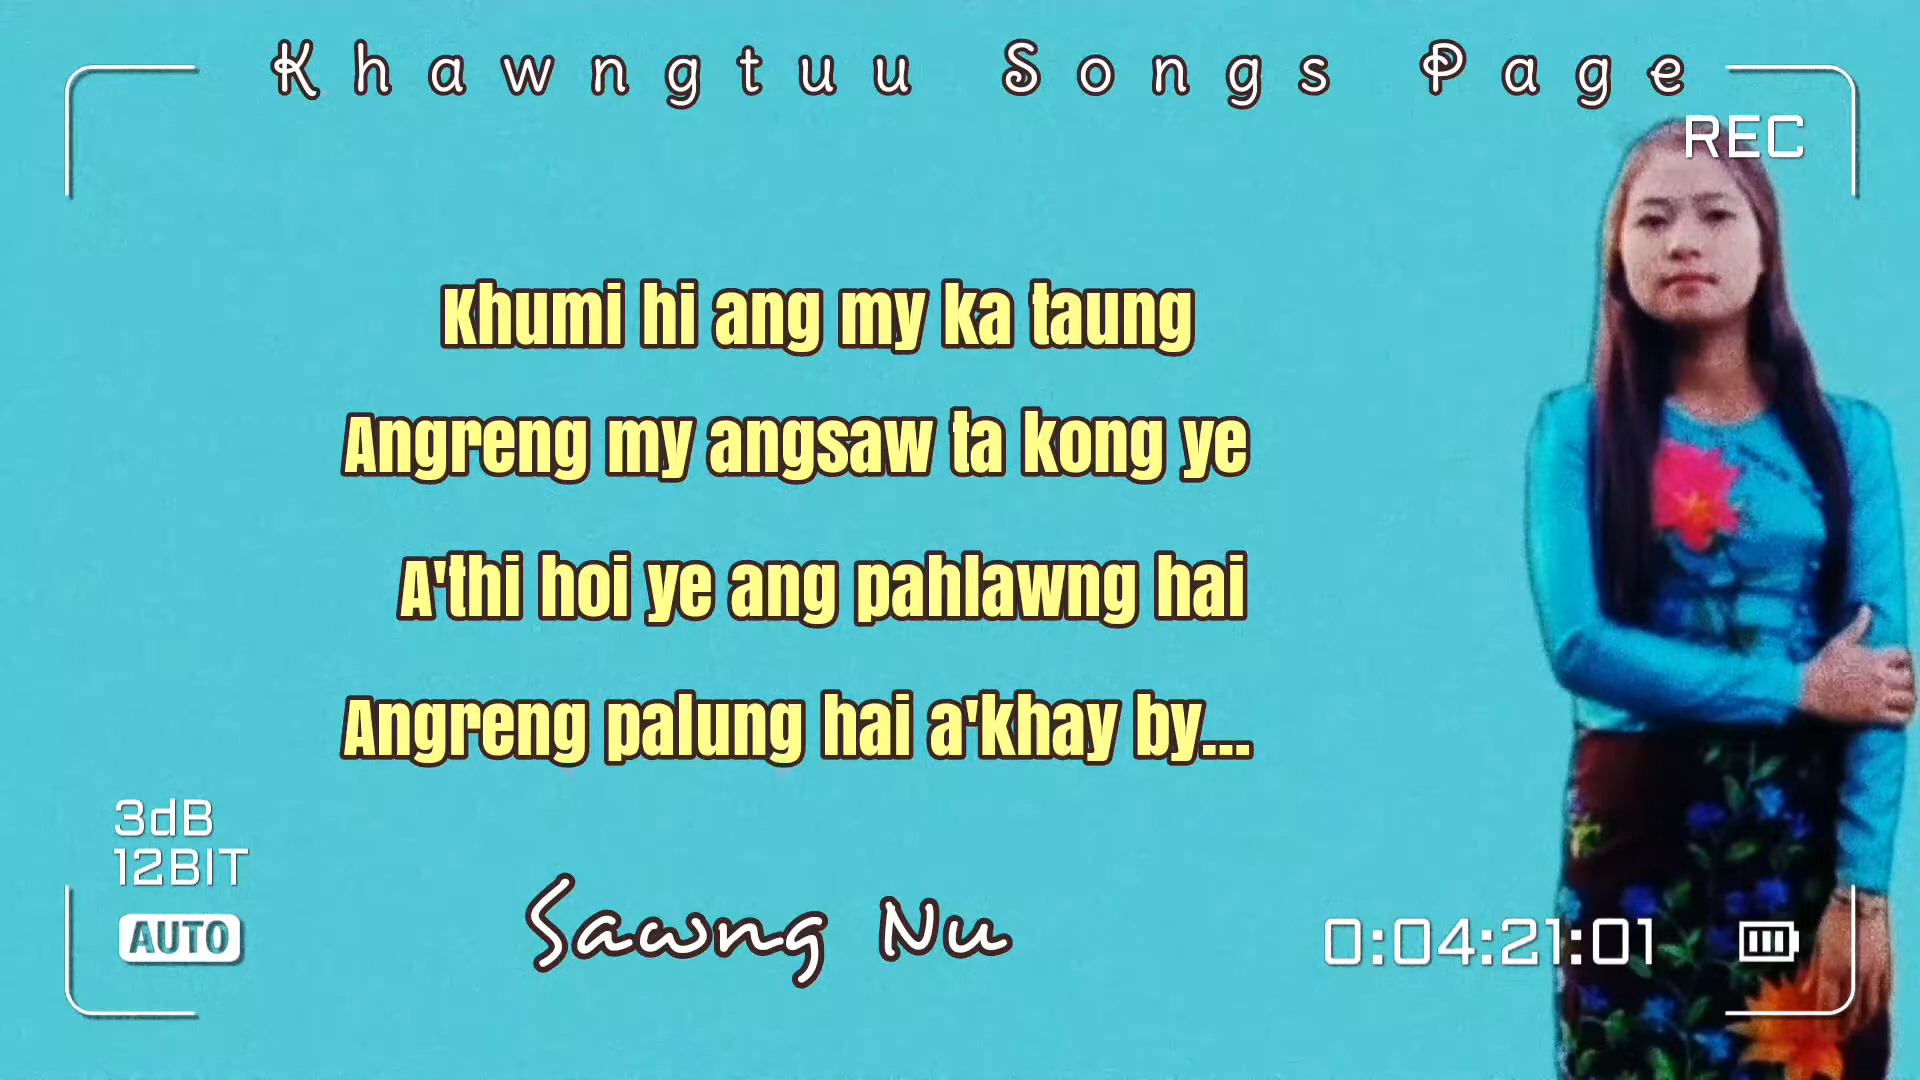 Khawngtuu Songs Page
REC
Khumi hi ang my ka taung
Angreng my angsaw ta kong ye
A'thi hoi ye ang pahlawng hai
Angreng palung hai a'khay by...
3dB
12BIT
AUTO
Sawng Nu
0:04:21:01